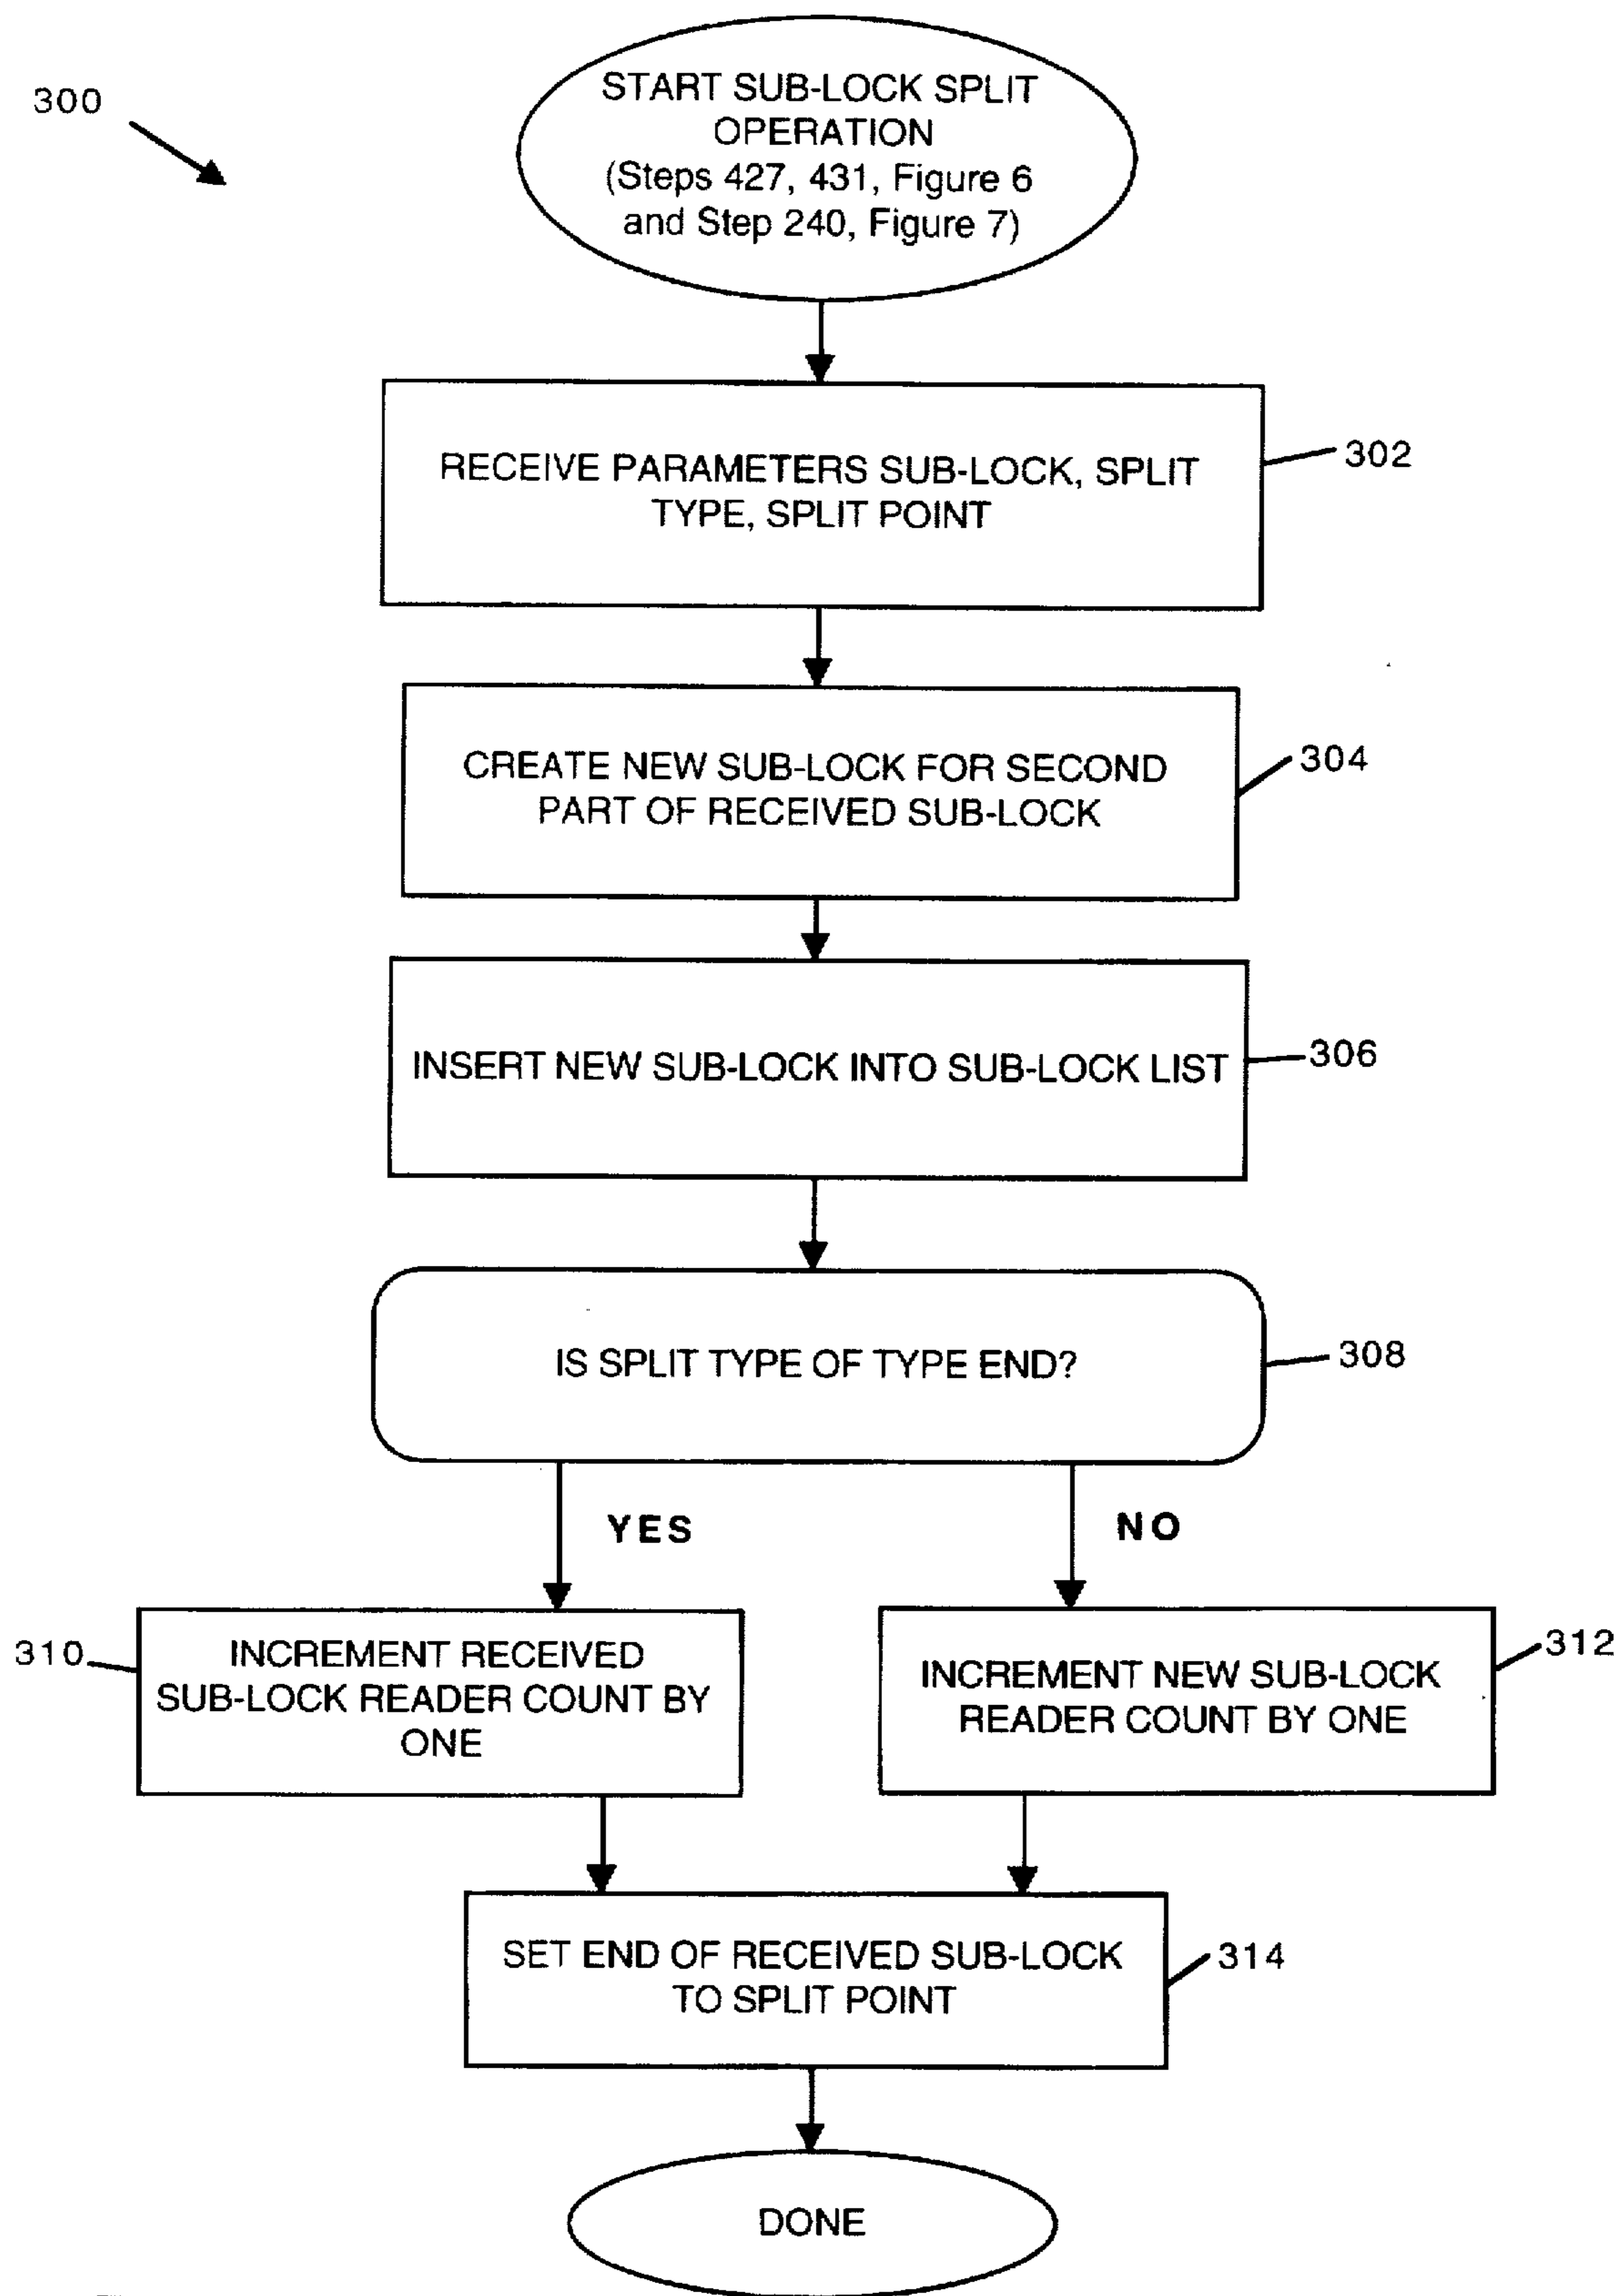 300
START SUB-LOCK SPLIT
OPERATION
(Steps 427, 431, Figure 6
and Step 240, Figure 7)
RECEIVE PARAMETERS SUB-LOCK, SPLIT
TYPE, SPLIT POINT
302
CREATE NEW SUB-LOCK FOR SECOND
PART OF RECEIVED SUB-LOCK
304
INSERT NEW SUB-LOCK INTO SUB-LOCK LIST
306
IS SPLIT TYPE OF TYPE END?
308
YES
NO
310
INCREMENT RECEIVED
SUB-LOCK READER COUNT BY
ONE
INCREMENT NEW SUB-LOCK
READER COUNT BY ONE
312
SET END OF RECEIVED SUB-LOCK
TO SPLIT POINT
314
DONE